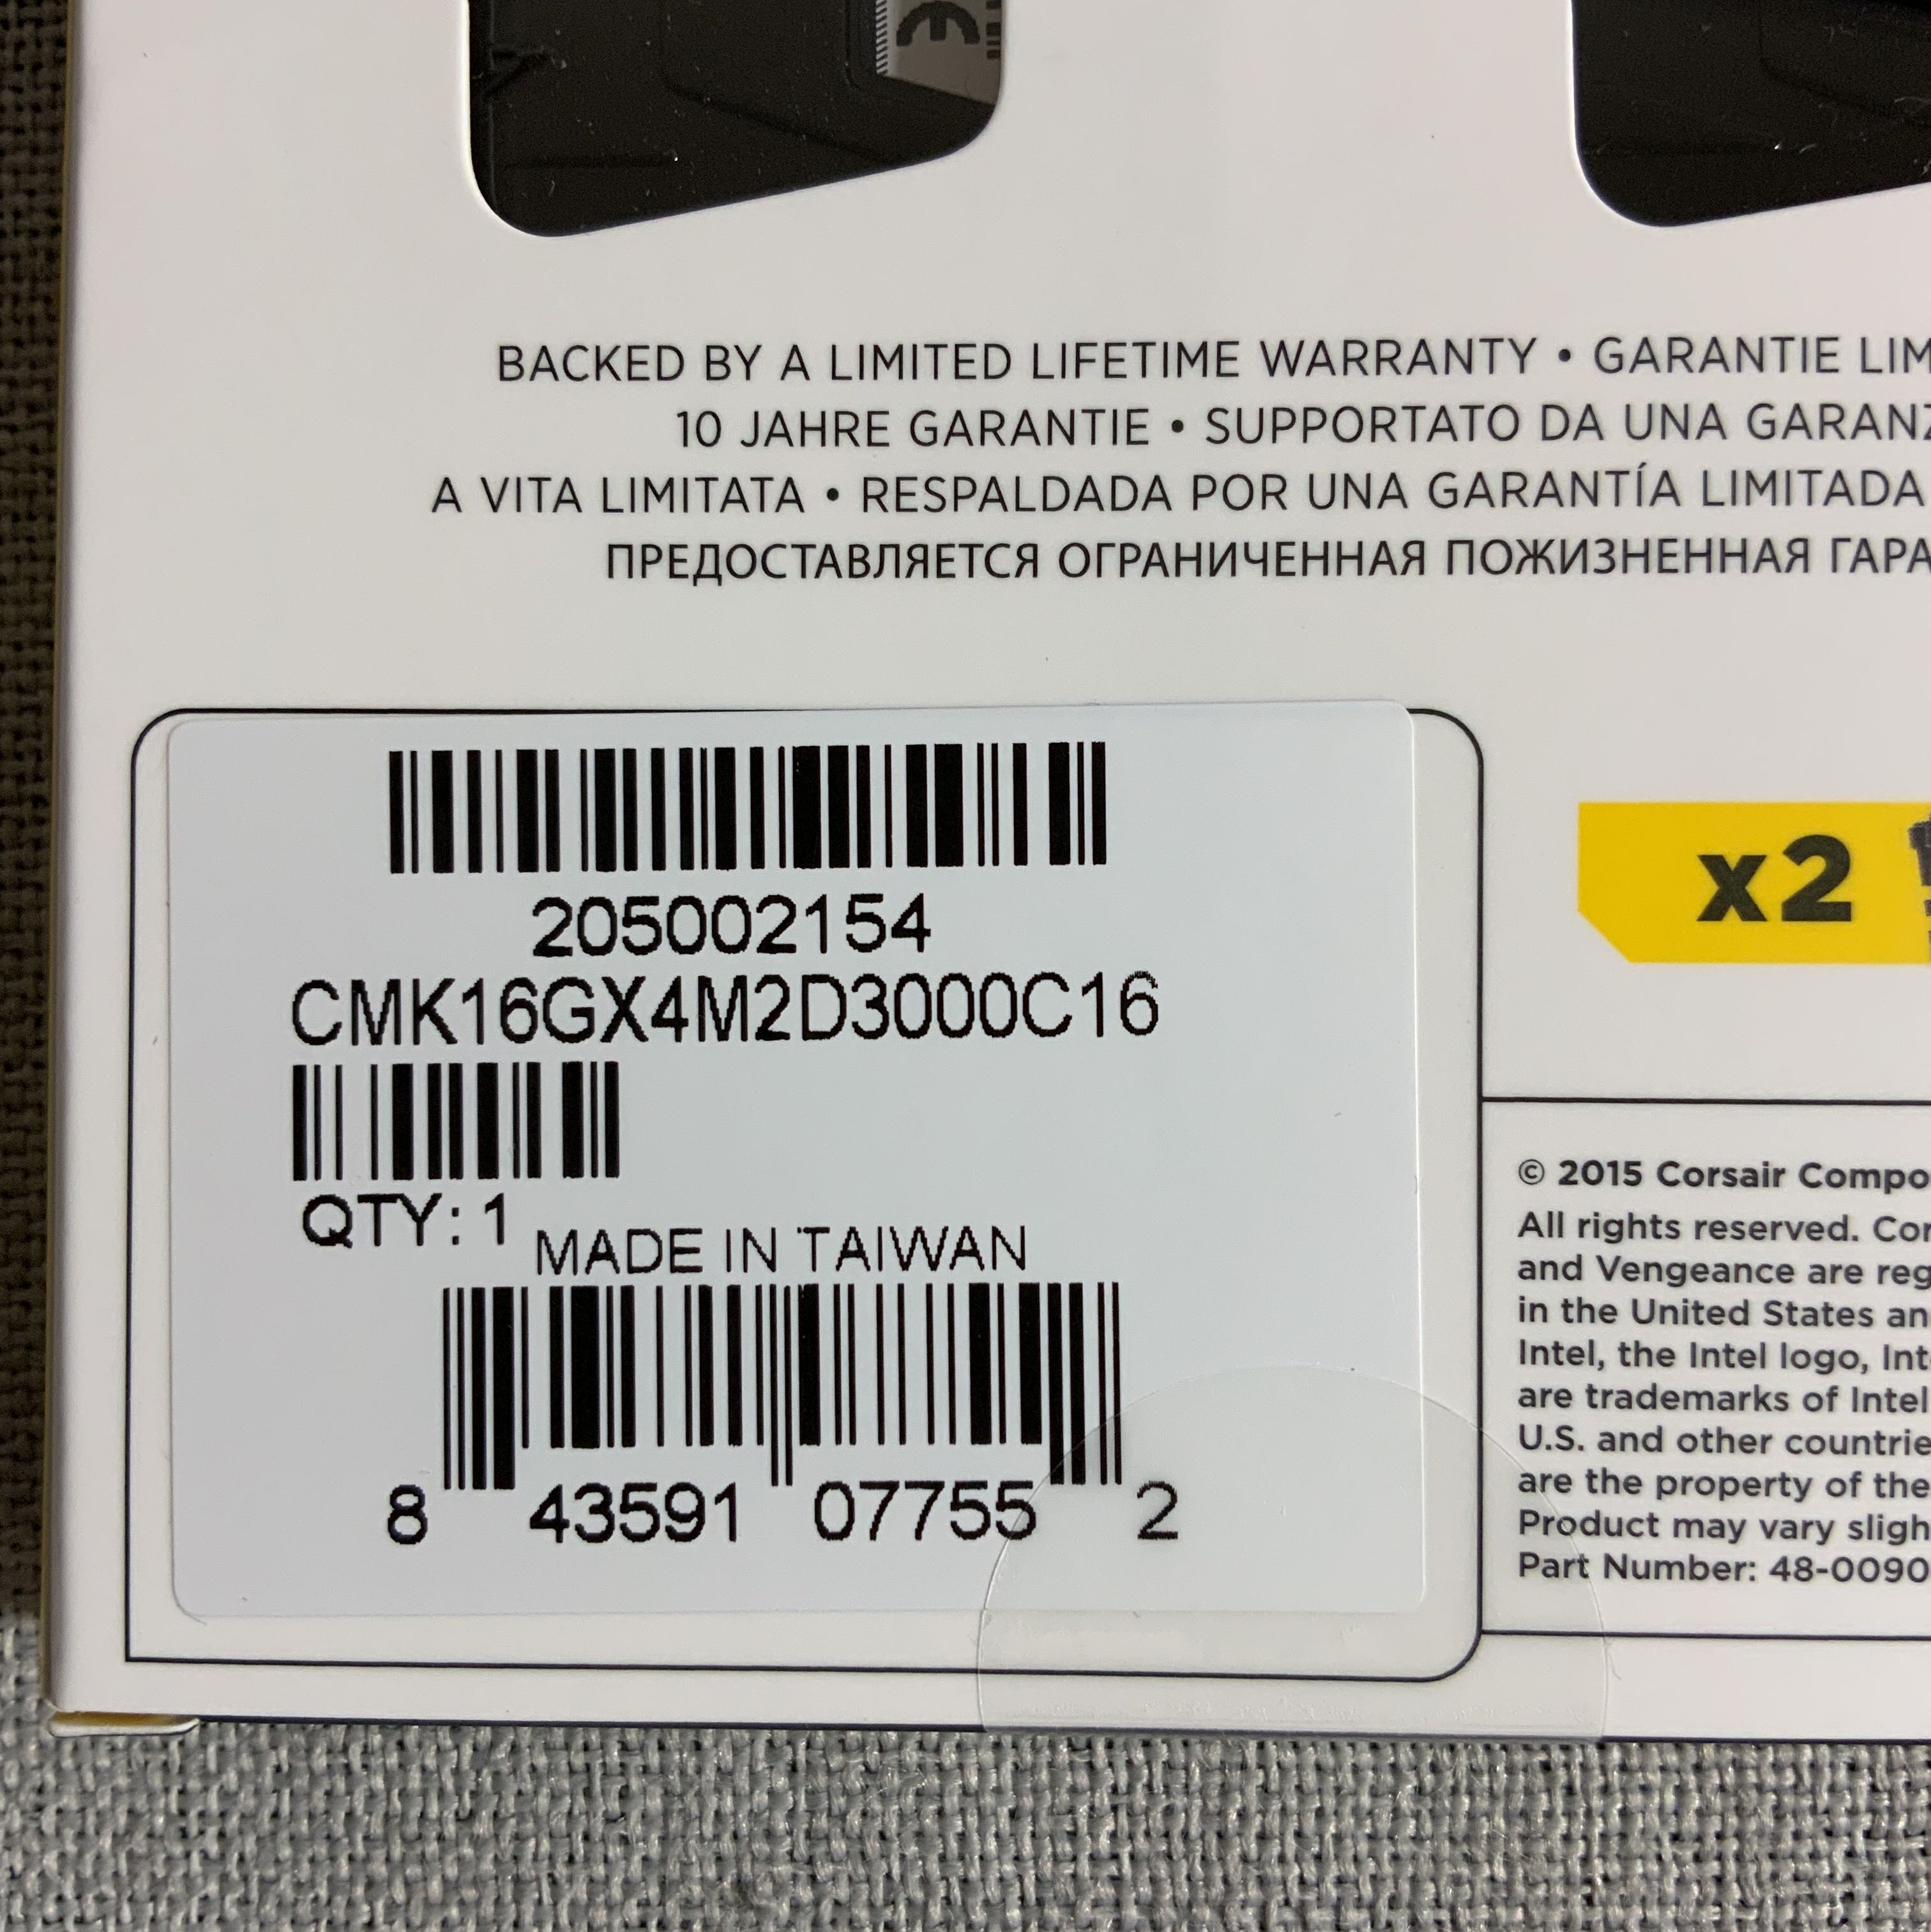 BACKED BY A LIMITED LIFETIME WARRANTY • GARANTIE LIM
10 JAHRE GARANTIE • SUPPORTATO DA UNA GARANZ
A VITA LIMITATA • RESPALDADA POR UNA GARANTÍA LIMITADA
ПРЕДОСТАВЛЯЕТСЯ ОГРАНИЧЕННАЯ ПОЖИЗНЕННАЯ ГАРА
205002154
CMK16GX4M2D3000C16
QTY: 1
MADE IN TAIWAN
8 43591 07755 2
x2
© 2015 Corsair Compo
All rights reserved. Cor
and Vengeance are reg
in the United States an
Intel, the Intel logo, Int
are trademarks of Intel
U.S. and other countrie
are the property of the
Product may vary sligh
Part Number: 48-0090